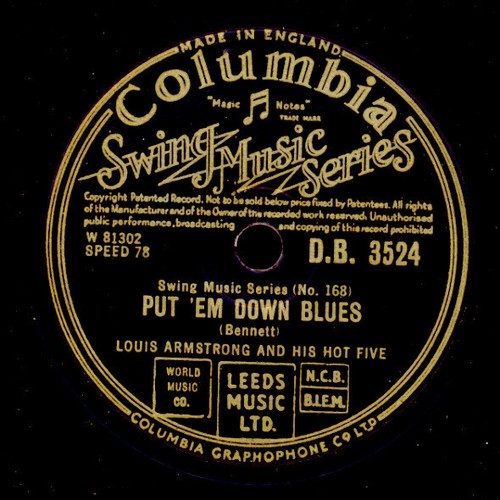 MADE IN ENGLAND
Columbia
"Magic Notes"
TRADE MARK
Swing Music Series
Copyright Patented Record. Not to be sold below price fixed by Patentees. All rights
of the Manufacturer and of the Owner of the recorded work reserved. Unauthorised
public performance, broadcasting and copying of this record prohibited
W 81302
SPEED 78
D.B. 3524
Swing Music Series (No. 168)
PUT 'EM DOWN BLUES
(Bennett)
LOUIS ARMSTRONG AND HIS HOT FIVE
WORLD
MUSIC
CO.
LEEDS
MUSIC
LTD.
N.C.B.
B.I.E.M.
COLUMBIA GRAPHOPHONE CO LTD